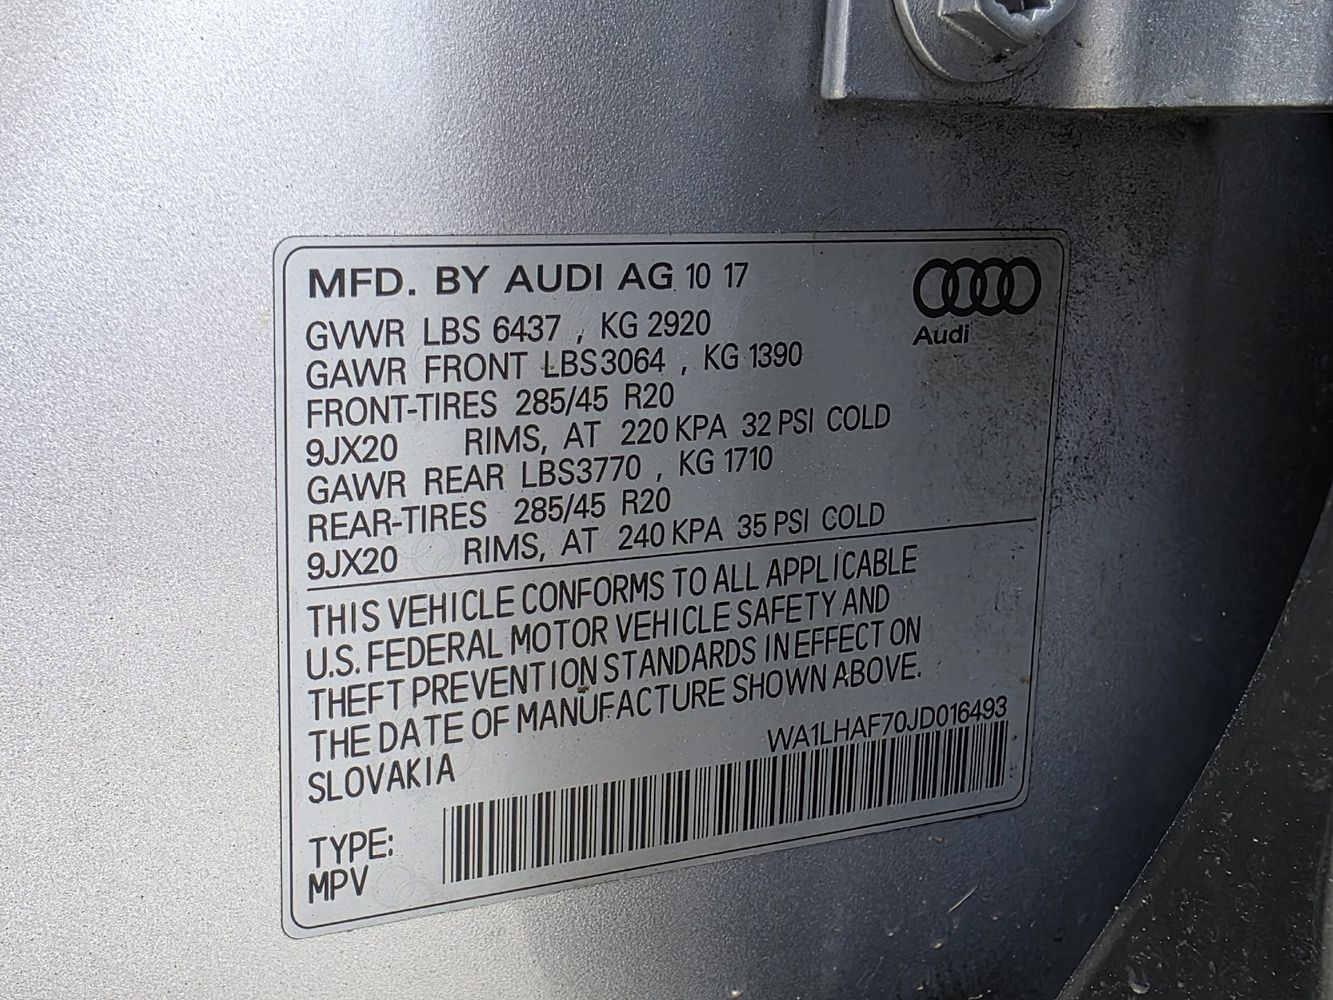 MFD. BY AUDI AG 10 17
Audi
GVWR LBS 6437 , KG 2920
GAWR FRONT LBS3064 , KG 1390
FRONT-TIRES 285/45 R20
9JX20 RIMS, AT 220 KPA 32 PSI COLD
GAWR REAR LBS3770 , KG 1710
REAR-TIRES 285/45 R20
9JX20 RIMS, AT 240 KPA 35 PSI COLD
THIS VEHICLE CONFORMS TO ALL APPLICABLE
U.S. FEDERAL MOTOR VEHICLE SAFETY AND
THEFT PREVENTION STANDARDS IN EFFECT ON
THE DATE OF MANUFACTURE SHOWN ABOVE.
SLOVAKIA
WA1LHAF70JD016493
TYPE:
MPV